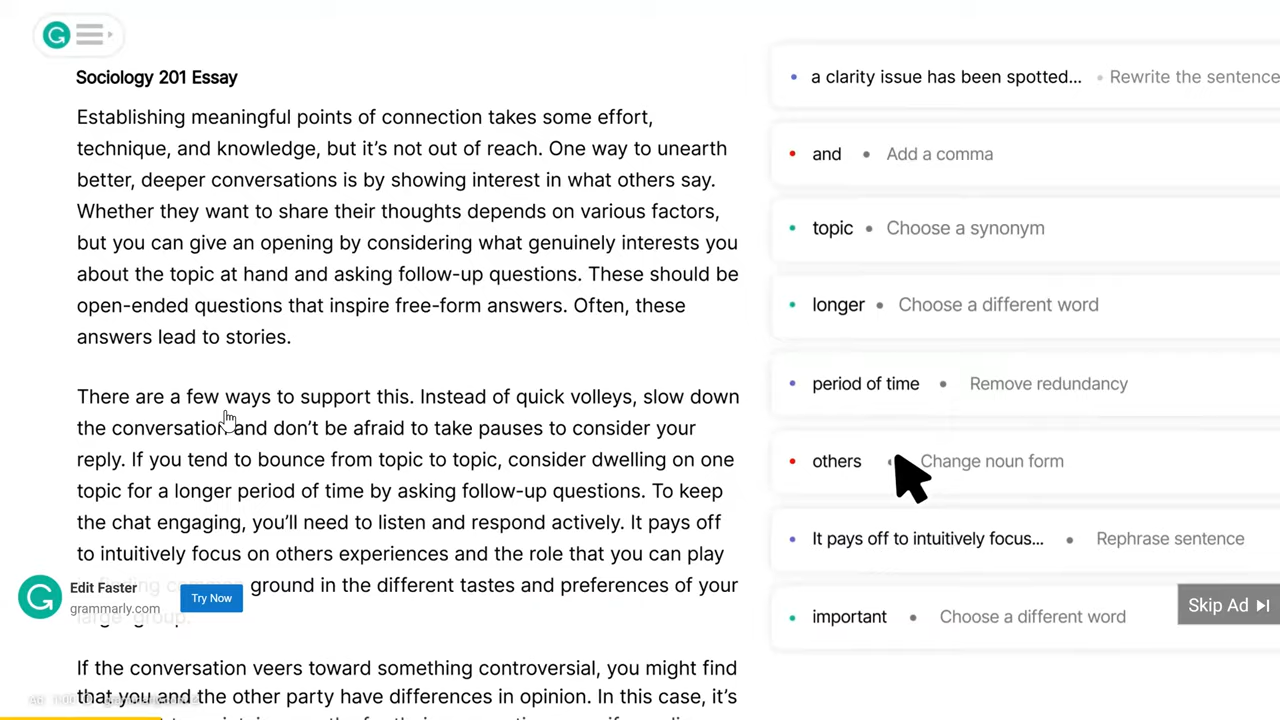 Sociology 201 Essay
Establishing meaningful points of connection takes some effort,
technique, and knowledge, but it's not out of reach. One way to unearth
better, deeper conversations is by showing interest in what others say.
Whether they want to share their thoughts depends on various factors,
but you can give an opening by considering what genuinely interests you
about the topic at hand and asking follow-up questions. These should be
open-ended questions that inspire free-form answers. Often, these
answers lead to stories.
There are a few ways to support this. Instead of quick volleys, slow down
the conversation and don't be afraid to take pauses to consider your
reply. If you tend to bounce from topic to topic, consider dwelling on one
topic for a longer period of time by asking follow-up questions. To keep
the chat engaging, you'll need to listen and respond actively. It pays off
to intuitively focus on others experiences and the role that you can play
ground in the different tastes and preferences of your
large group.
If the conversation veers toward something controversial, you might find
that you and the other party have differences in opinion. In this case, it's
a clarity issue has been spotted... • Rewrite the sentence
and • Add a comma
topic • Choose a synonym
longer • Choose a different word
period of time • Remove redundancy
others Change noun form
It pays off to intuitively focus... • Rephrase sentence
important • Choose a different word
Edit Faster
grammarly.com
Try Now
Skip Ad
Ad 1:00